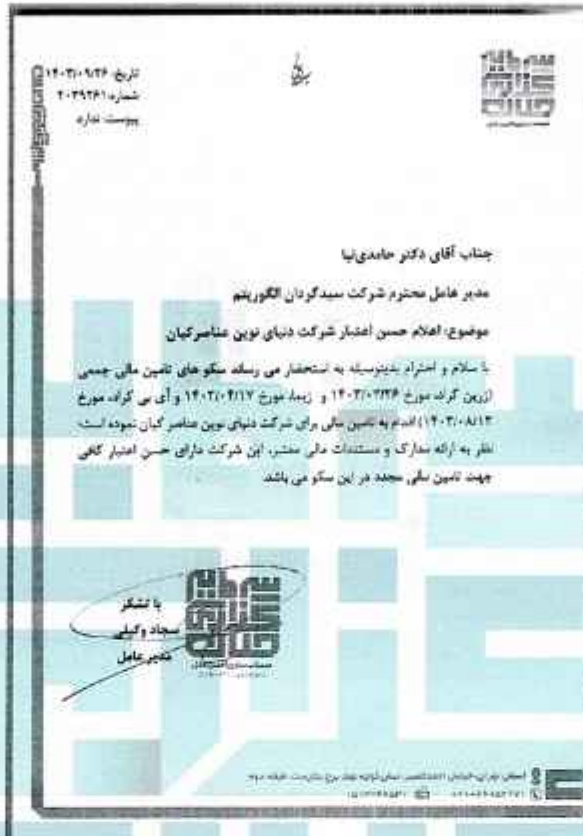 تاریخ: ۱۴۰۳/۰۹/۲۶
شماره: ۲۰۳۹۲۶۱
پیوست: ندارد
جناب آقای دکتر حامدی‌نیا
مدیر عامل محترم شرکت سبدگردان الگوریتم
موضوع: اعلام حسن اعتبار شرکت دنیای نوین عناصر کیان
با سلام و احترام بدینوسیله به استحضار می رساند سکو های تامین مالی جمعی
(زرین کراد، مورخ ۱۴۰۳/۰۲/۲۶ و زیما، مورخ ۱۴۰۲/۰۴/۱۷ و آی بی کراد، مورخ
۱۴۰۳/۰۸/۱۳) اقدام به تامین مالی برای شرکت دنیای نوین عناصر کیان نموده است؛
نظر به ارائه مدارک و مستندات مالی معتبر، این شرکت دارای حسن اعتبار کافی
جهت تامین مالی مجدد در این سکو می باشد.
با تشکر
سجاد وکیلی
مدیر عامل